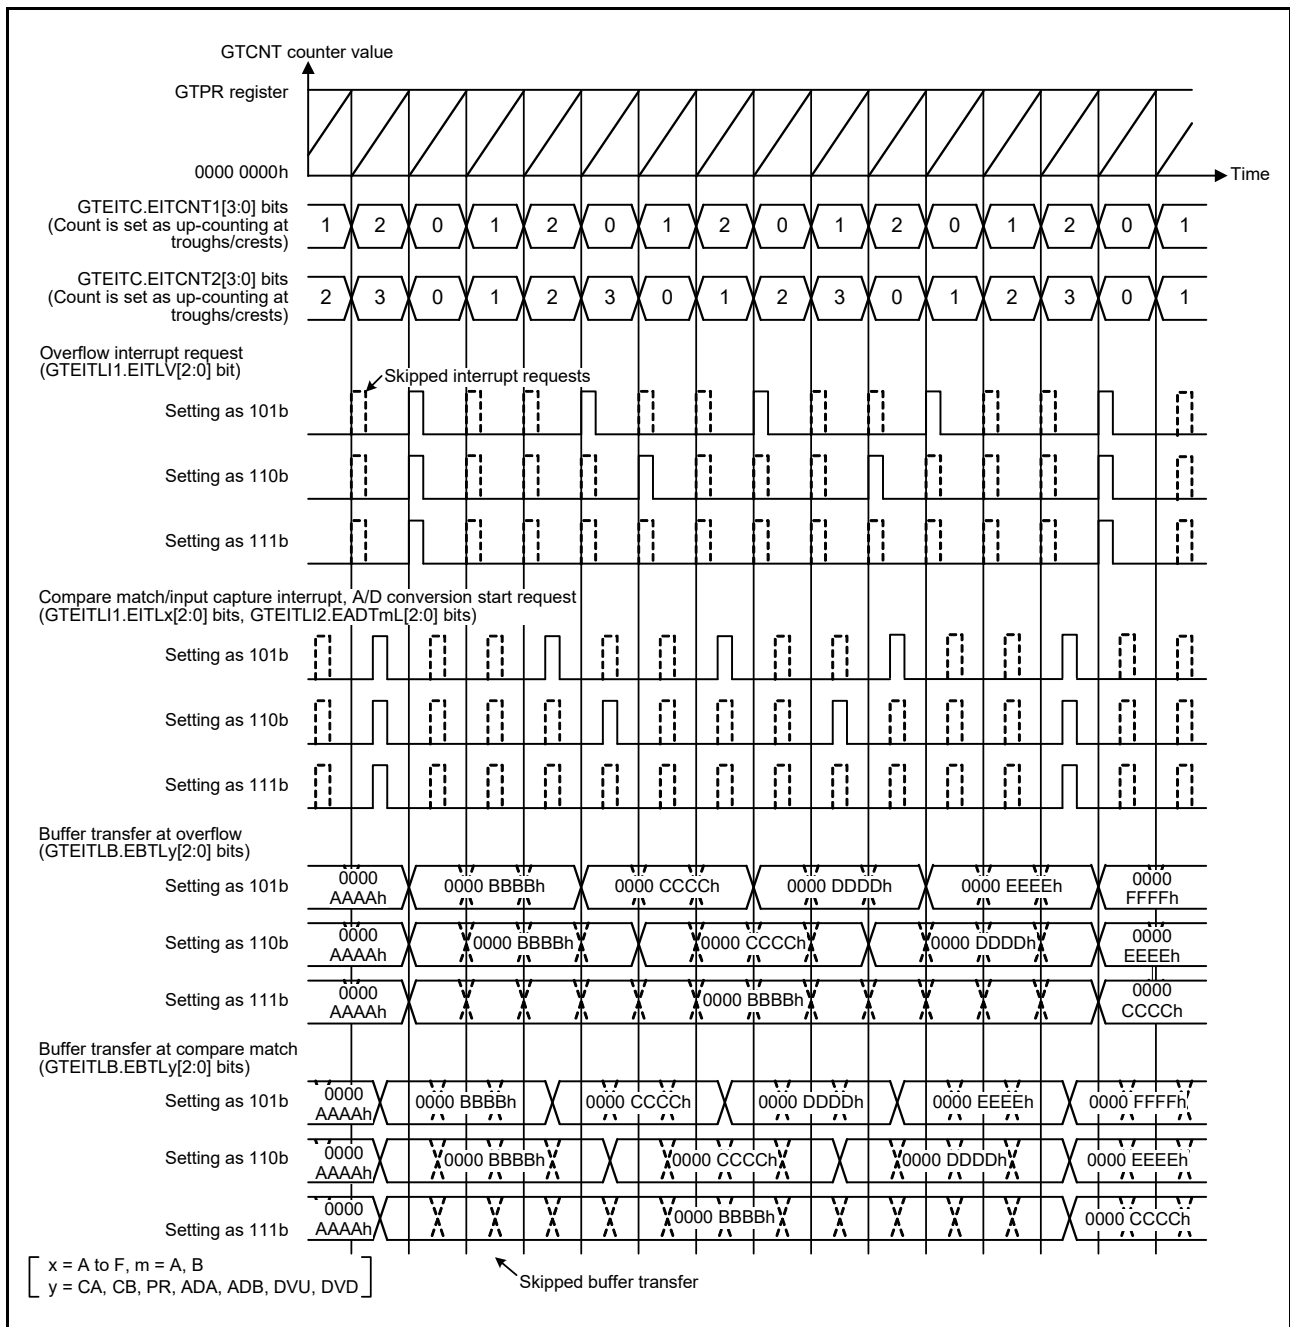 GTCNT counter value
GTPR register
0000 0000h
Time
GTEITC.EITCNT1[3:0] bits
(Count is set as up-counting at
troughs/crests)
1 2 0 1 2 0 1 2 0 1 2 0 1 2 0 1
GTEITC.EITCNT2[3:0] bits
(Count is set as up-counting at
troughs/crests)
2 3 0 1 2 3 0 1 2 3 0 1 2 3 0 1
Overflow interrupt request
(GTEITLI1.EITLV[2:0] bit)
Skipped interrupt requests
Setting as 101b
Setting as 110b
Setting as 111b
Compare match/input capture interrupt, A/D conversion start request
(GTEITLI1.EITLx[2:0] bits, GTEITLI2.EADTmL[2:0] bits)
Setting as 101b
Setting as 110b
Setting as 111b
Buffer transfer at overflow
(GTEITLB.EBTLy[2:0] bits)
Setting as 101b
0000
AAAAh
0000 BBBBh
0000 CCCCh
0000 DDDDh
0000 EEEEh
0000
FFFFh
Setting as 110b
0000
AAAAh
0000 BBBBh
0000 CCCCh
0000 DDDDh
0000
EEEEh
Setting as 111b
0000
AAAAh
0000 BBBBh
0000
CCCCh
Buffer transfer at compare match
(GTEITLB.EBTLy[2:0] bits)
Setting as 101b
0000
AAAAh
0000 BBBBh
0000 CCCCh
0000 DDDDh
0000 EEEEh
0000 FFFFh
Setting as 110b
0000
AAAAh
0000 BBBBh
0000 CCCCh
0000 DDDDh
0000 EEEEh
Setting as 111b
0000
AAAAh
0000 BBBBh
0000 CCCCh
x = A to F, m = A, B
y = CA, CB, PR, ADA, ADB, DVU, DVD
Skipped buffer transfer